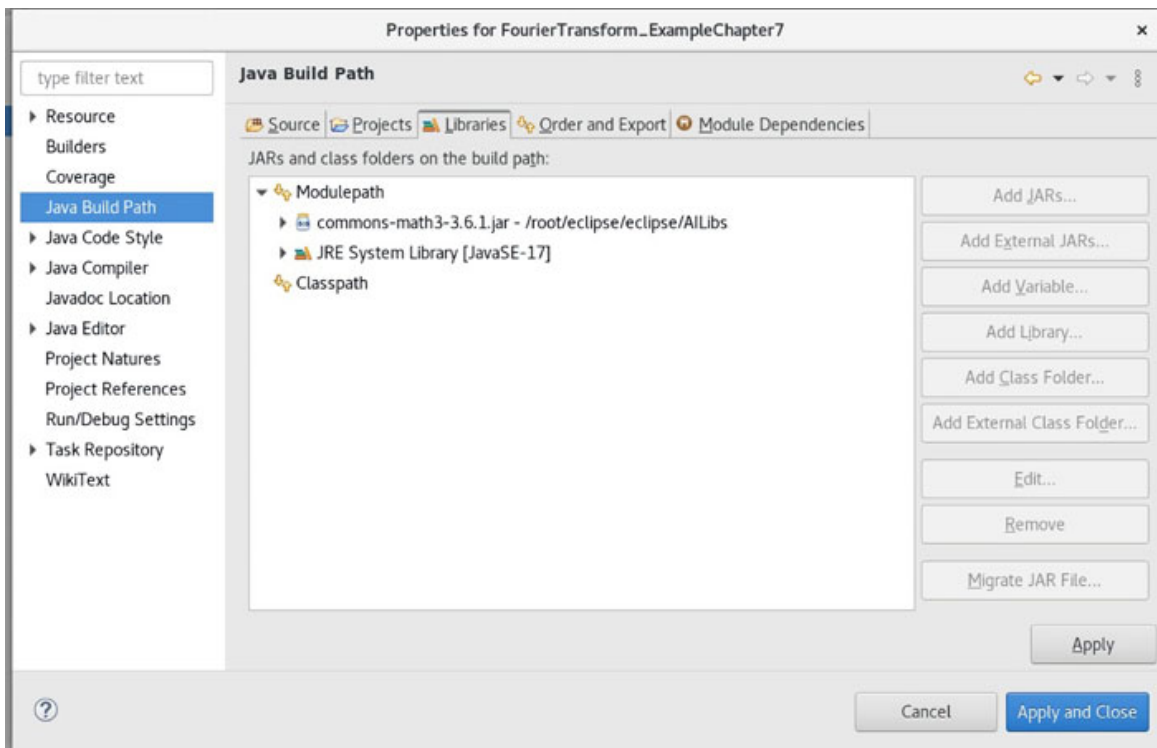 Properties for FourierTransform_ExampleChapter7
type filter text
Resource
Builders
Coverage
Java Build Path
Java Code Style
Java Compiler
Javadoc Location
Java Editor
Project Natures
Project References
Run/Debug Settings
Task Repository
WikiText
Java Build Path
Source Projects Libraries Order and Export Module Dependencies
JARs and class folders on the build path:
Modulepath
commons-math3-3.6.1.jar - /root/eclipse/eclipse/AILibs
JRE System Library [JavaSE-17]
Classpath
Add JARs...
Add External JARs...
Add Variable...
Add Library...
Add Class Folder...
Add External Class Folder...
Edit...
Remove
Migrate JAR File...
Apply
Cancel
Apply and Close